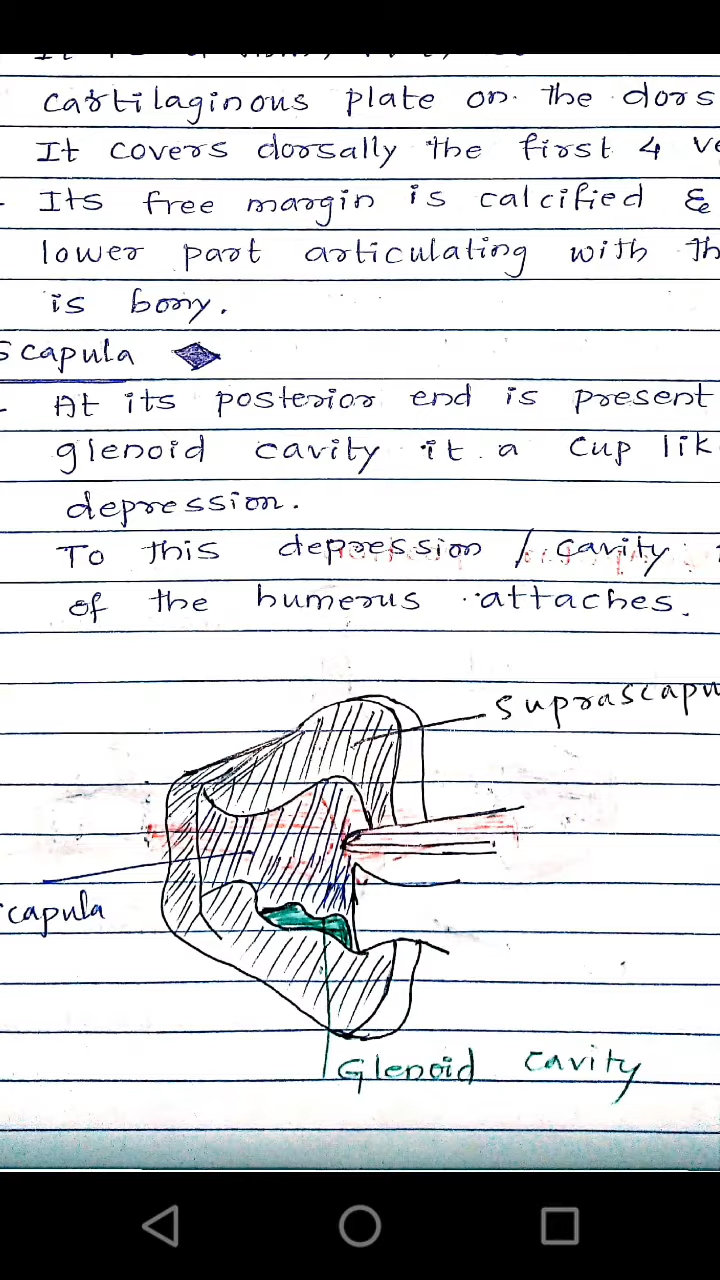 cartilaginous plate on the dors
It covers dorsally the first 4 ve
- Its free margin is calcified &
lower part articulating with th
is bony.
scapula
- At its posterior end is present
glenoid cavity it a cup lik
depression.
To this depression / cavity
of the humerus attaches.
suprascapu
capula
Glenoid cavity